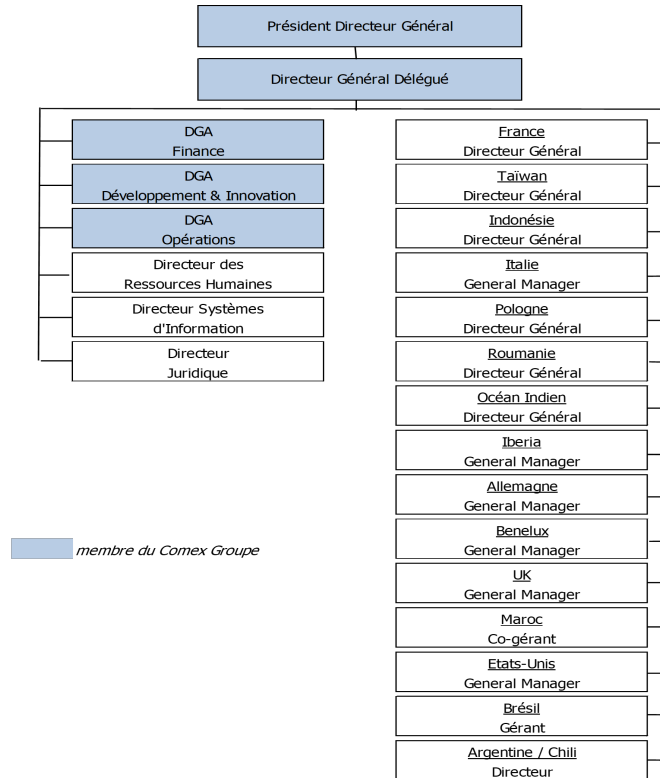 Président Directeur Général
Directeur Général Délégué
DGA
Finance
DGA
Développement & Innovation
DGA
Opérations
Directeur des
Ressources Humaines
Directeur Systèmes
d'Information
Directeur
Juridique
membre du Comex Groupe
France
Directeur Général
Taïwan
Directeur Général
Indonésie
Directeur Général
Italie
General Manager
Pologne
Directeur Général
Roumanie
Directeur Général
Océan Indien
Directeur Général
Iberia
General Manager
Allemagne
General Manager
Benelux
General Manager
UK
General Manager
Maroc
Co-gérant
Etats-Unis
General Manager
Brésil
Gérant
Argentine / Chili
Directeur